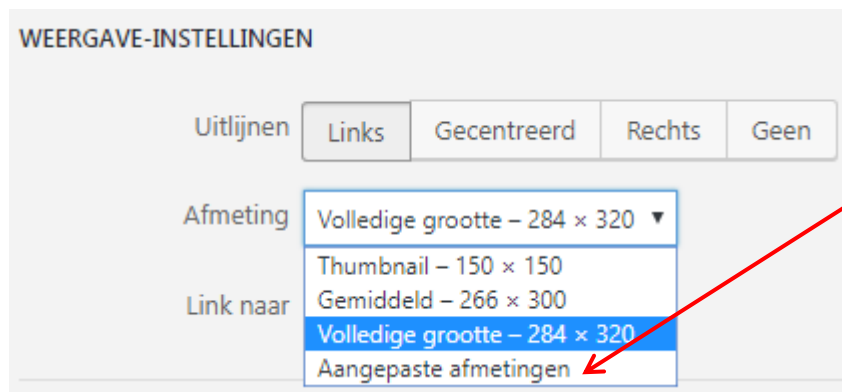 WEERGAVE-INSTELLINGEN
Uitlijnen Links Gecentreerd Rechts Geen
Afmeting Volledige grootte – 284 × 320 ▼
Thumbnail – 150 × 150
Link naar Gemiddeld – 266 × 300
Volledige grootte – 284 × 320
Aangepaste afmetingen